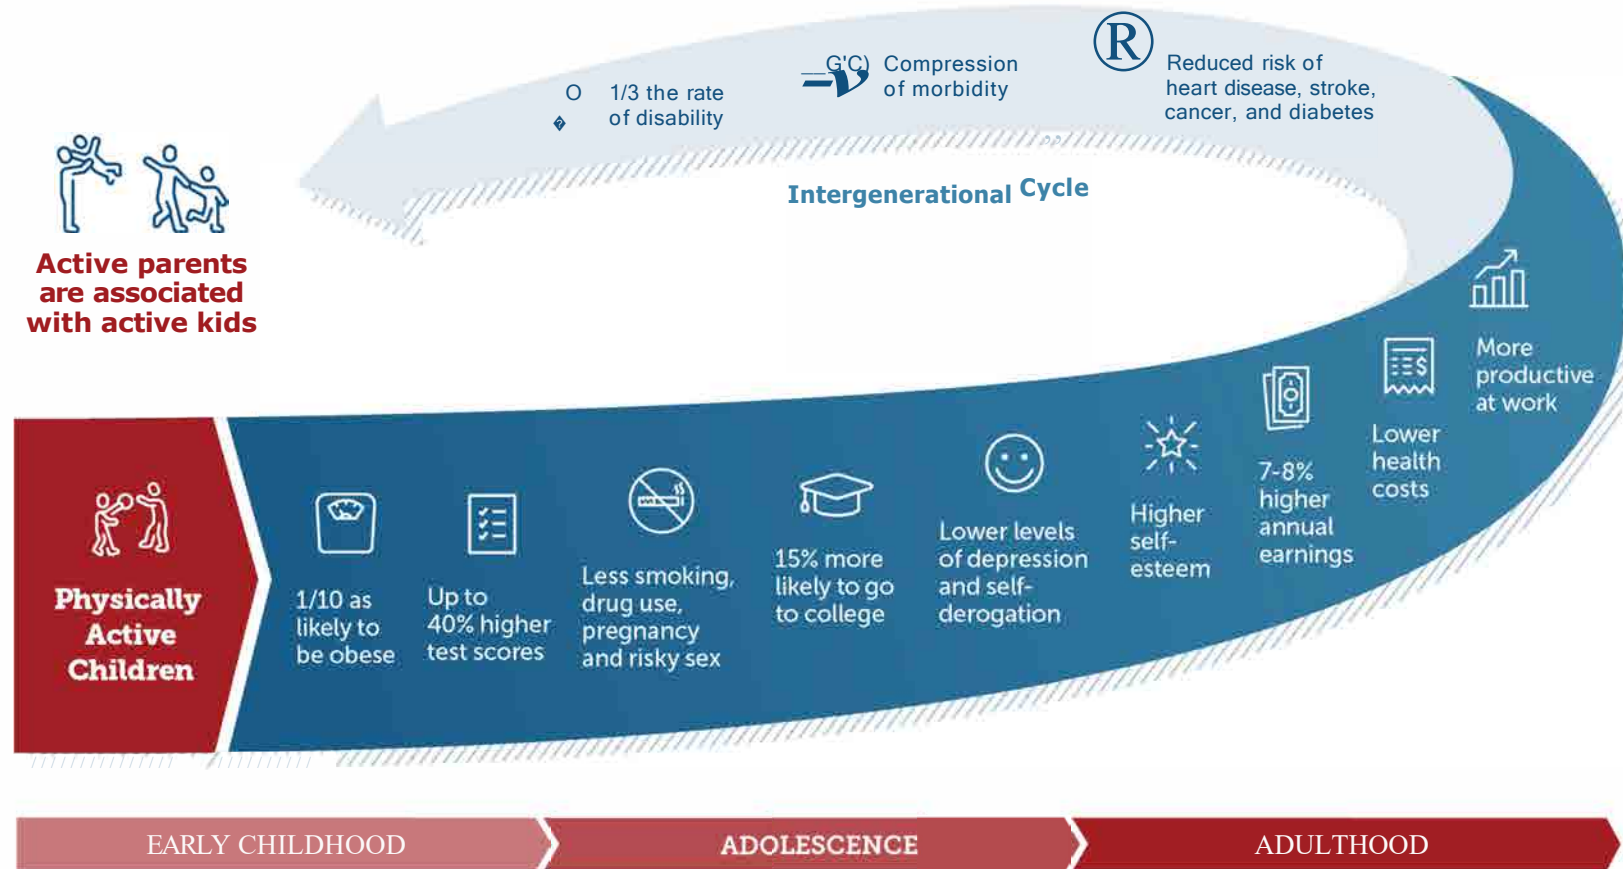 O 1/3 the rate
of disability
__G'C) Compression
of morbidity
®
Reduced risk of
heart disease, stroke,
cancer, and diabetes
Intergenerational Cycle
Active parents
are associated
with active kids
Physically
Active
Children
1/10 as
likely to
be obese
Up to
40% higher
test scores
Less smoking,
drug use,
pregnancy
and risky sex
15% more
likely to go
to college
Lower levels
of depression
and self-
derogation
Higher
self-
esteem
7-8%
higher
annual
earnings
Lower
health
costs
More
productive
at work
EARLY CHILDHOOD
ADOLESCENCE
ADULTHOOD